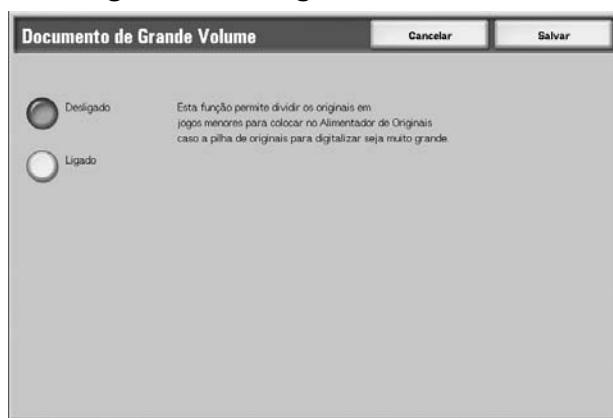 Documento de Grande Volume
Cancelar
Salvar
Desligado
Esta função permite dividir os originais em
jogos menores para colocar no Alimentador de Originais
caso a pilha de originais para digitalizar seja muito grande.
Ligado